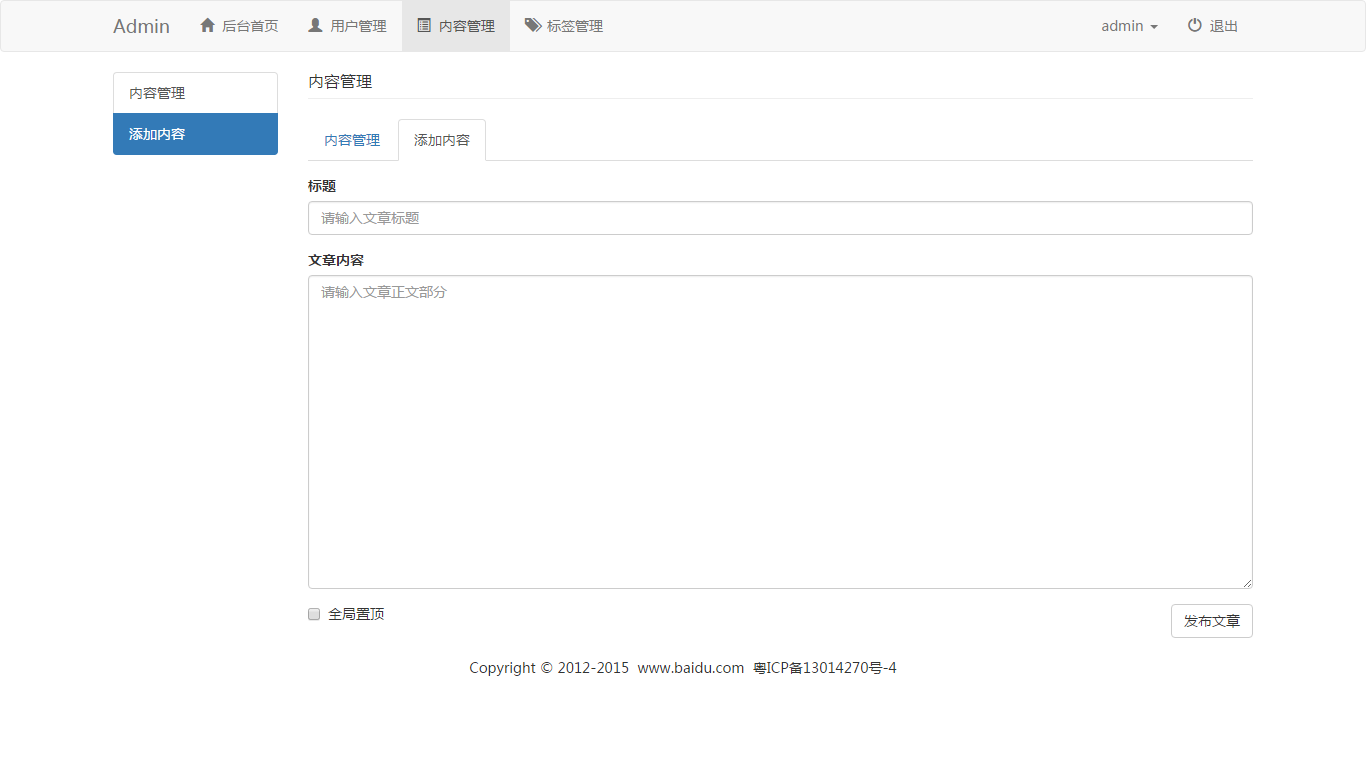 Admin 后台首页 用户管理 内容管理 标签管理 admin 退出
内容管理
添加内容
内容管理
内容管理 添加内容
标题
请输入文章标题
文章内容
请输入文章正文部分
全局置顶 发布文章
Copyright © 2012-2015 www.baidu.com 粤ICP备13014270号-4